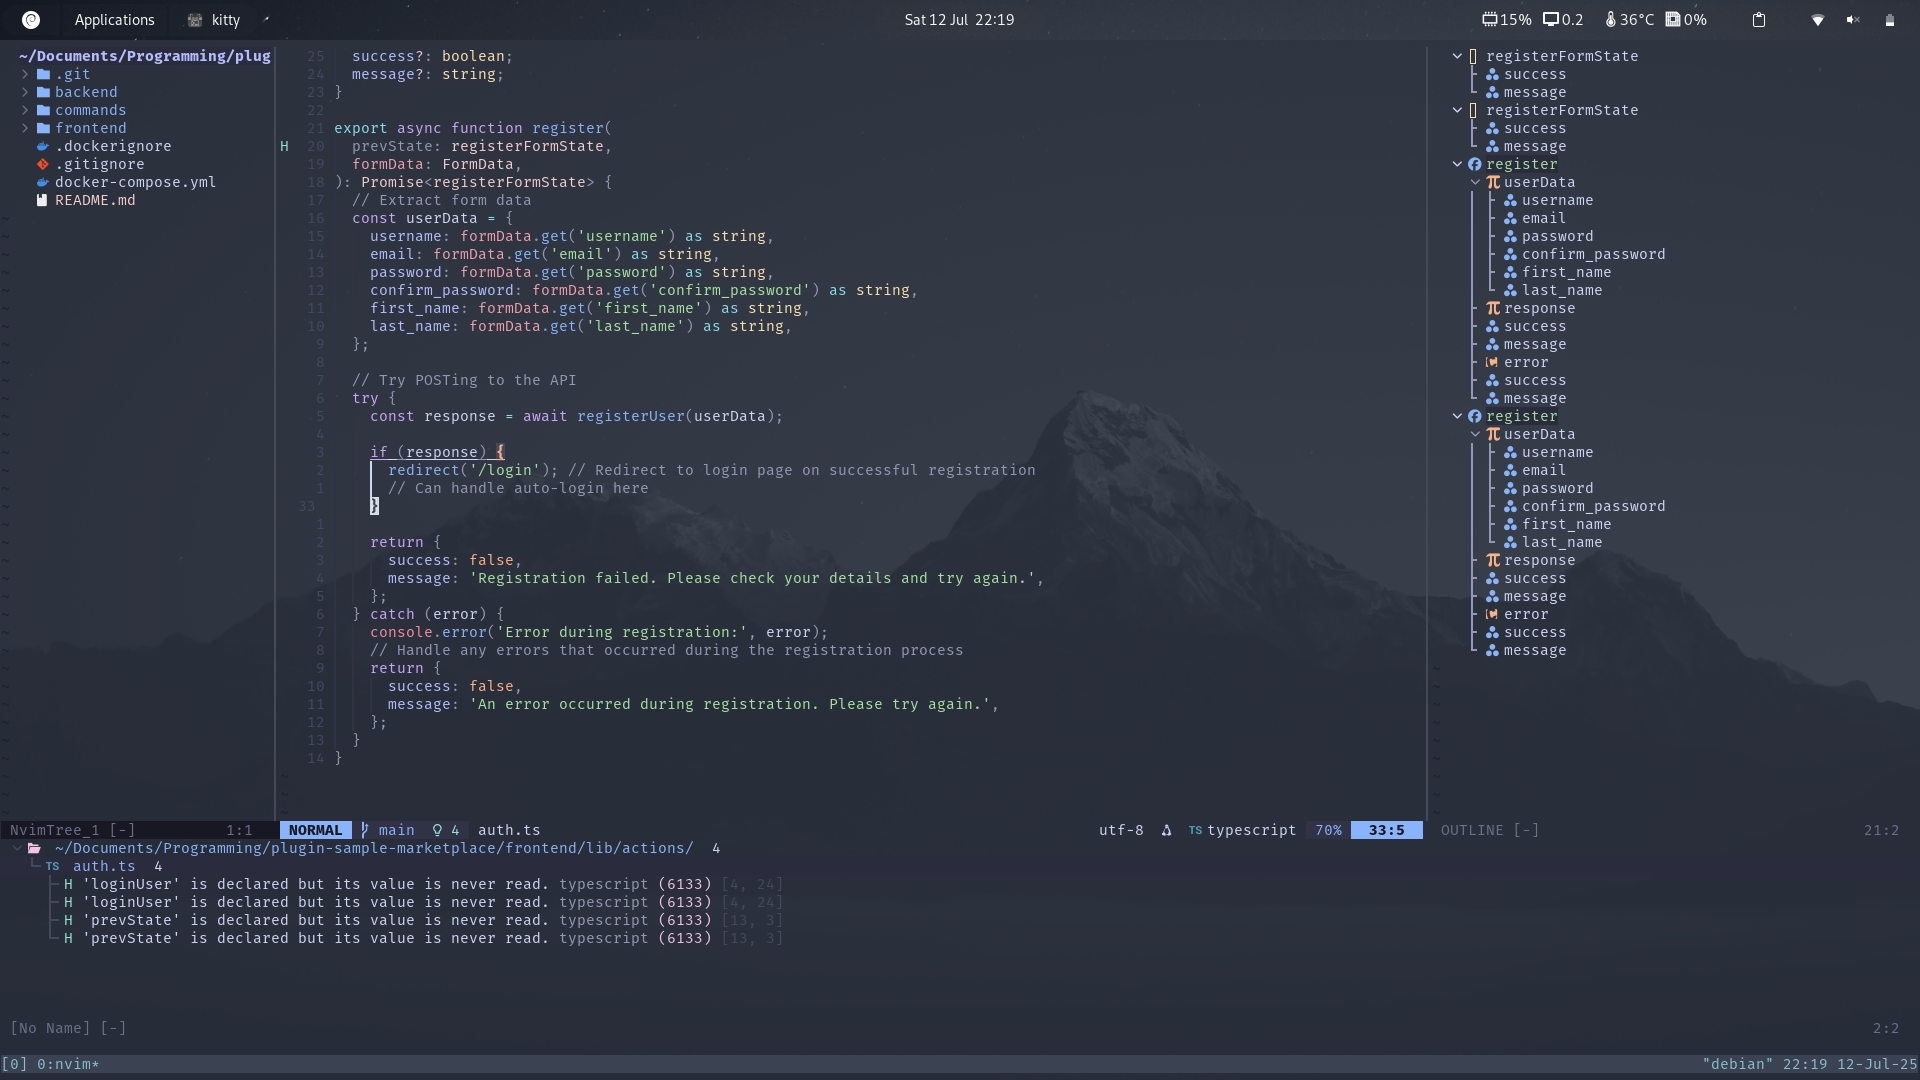 Applications kitty Sat 12 Jul 22:19 15% 0.2 36°C 0%
~/Documents/Programming/plug
.git
backend
commands
frontend
.dockerignore
.gitignore
docker-compose.yml
README.md
25 success?: boolean;
24 message?: string;
23 }
22
21 export async function register(
H 20 prevState: registerFormState,
19 formData: FormData,
18 ): Promise<registerFormState> {
17 // Extract form data
16 const userData = {
15 username: formData.get('username') as string,
14 email: formData.get('email') as string,
13 password: formData.get('password') as string,
12 confirm_password: formData.get('confirm_password') as string,
11 first_name: formData.get('first_name') as string,
10 last_name: formData.get('last_name') as string,
9 };
8
7 // Try POSTing to the API
6 try {
5 const response = await registerUser(userData);
4
3 if (response) {
2 redirect('/login'); // Redirect to login page on successful registration
1 // Can handle auto-login here
33 }
1
2 return {
3 success: false,
4 message: 'Registration failed. Please check your details and try again.',
5 };
6 } catch (error) {
7 console.error('Error during registration:', error);
8 // Handle any errors that occurred during the registration process
9 return {
10 success: false,
11 message: 'An error occurred during registration. Please try again.',
12 };
13 }
14 }
[] registerFormState
success
message
[] registerFormState
success
message
register
userData
username
email
password
confirm_password
first_name
last_name
response
success
message
error
success
message
register
userData
username
email
password
confirm_password
first_name
last_name
response
success
message
error
success
message
NvimTree_1 [-] 1:1 NORMAL main 4 auth.ts utf-8 TS typescript 70% 33:5 OUTLINE [-] 21:2
~/Documents/Programming/plugin-sample-marketplace/frontend/lib/actions/ 4
TS auth.ts 4
H 'loginUser' is declared but its value is never read. typescript (6133) [4, 24]
H 'loginUser' is declared but its value is never read. typescript (6133) [4, 24]
H 'prevState' is declared but its value is never read. typescript (6133) [13, 3]
H 'prevState' is declared but its value is never read. typescript (6133) [13, 3]
[No Name] [-] 2:2
[0] 0:nvim* "debian" 22:19 12-Jul-25